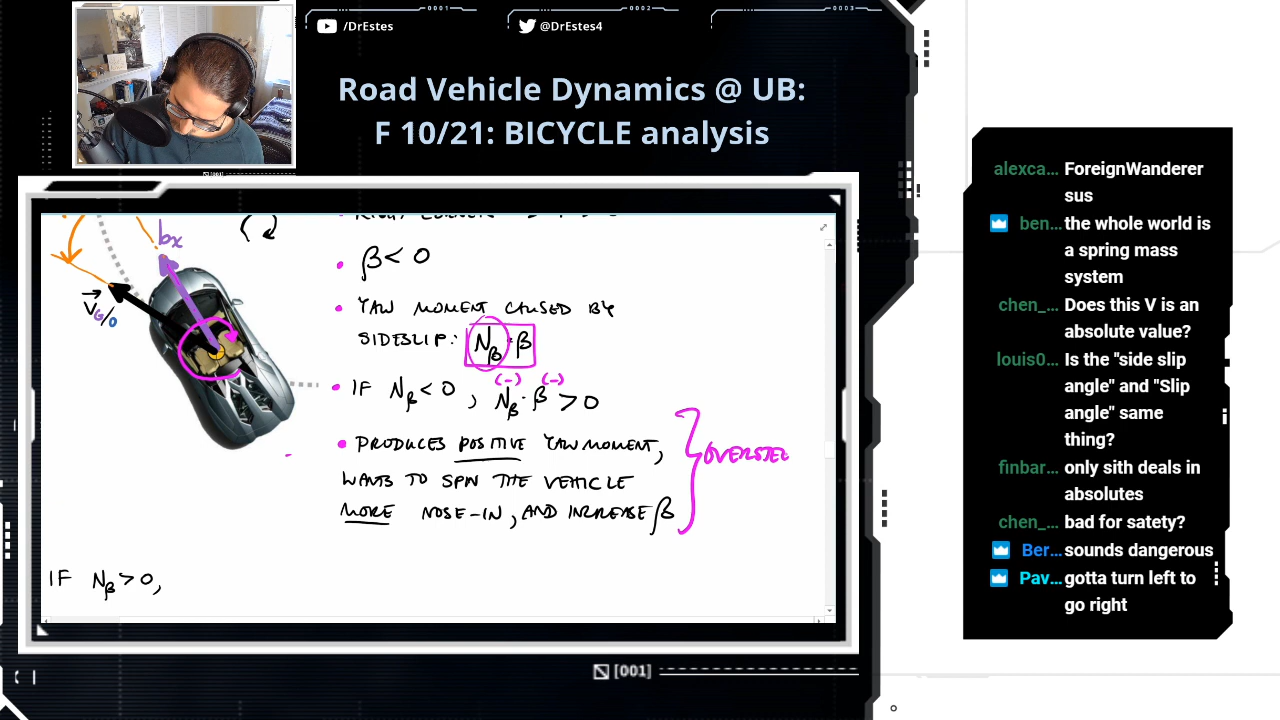 0001
0002
0003
/DrEstes
@DrEstes4
Road Vehicle Dynamics @ UB:
F 10/21: BICYCLE analysis
[001]
bx
V G/O
• β < 0
• YAW MOMENT CAUSED BY
SIDESLIP: Nβ · β
(-) (-)
• IF Nβ < 0, Nβ · β > 0
• PRODUCES POSITIVE YAW MOMENT,
WANTS TO SPIN THE VEHICLE
MORE NOSE-IN, AND INCREASE β
IF Nβ > 0,
[001]
alexca... ForeignWanderer
sus
ben... the whole world is
a spring mass
system
chen_... Does this V is an
absolute value?
louis0... Is the "side slip
angle" and "Slip
angle" same
thing?
finbar... only sith deals in
absolutes
chen_... bad for satety?
Ber... sounds dangerous
Pav... gotta turn left to
go right